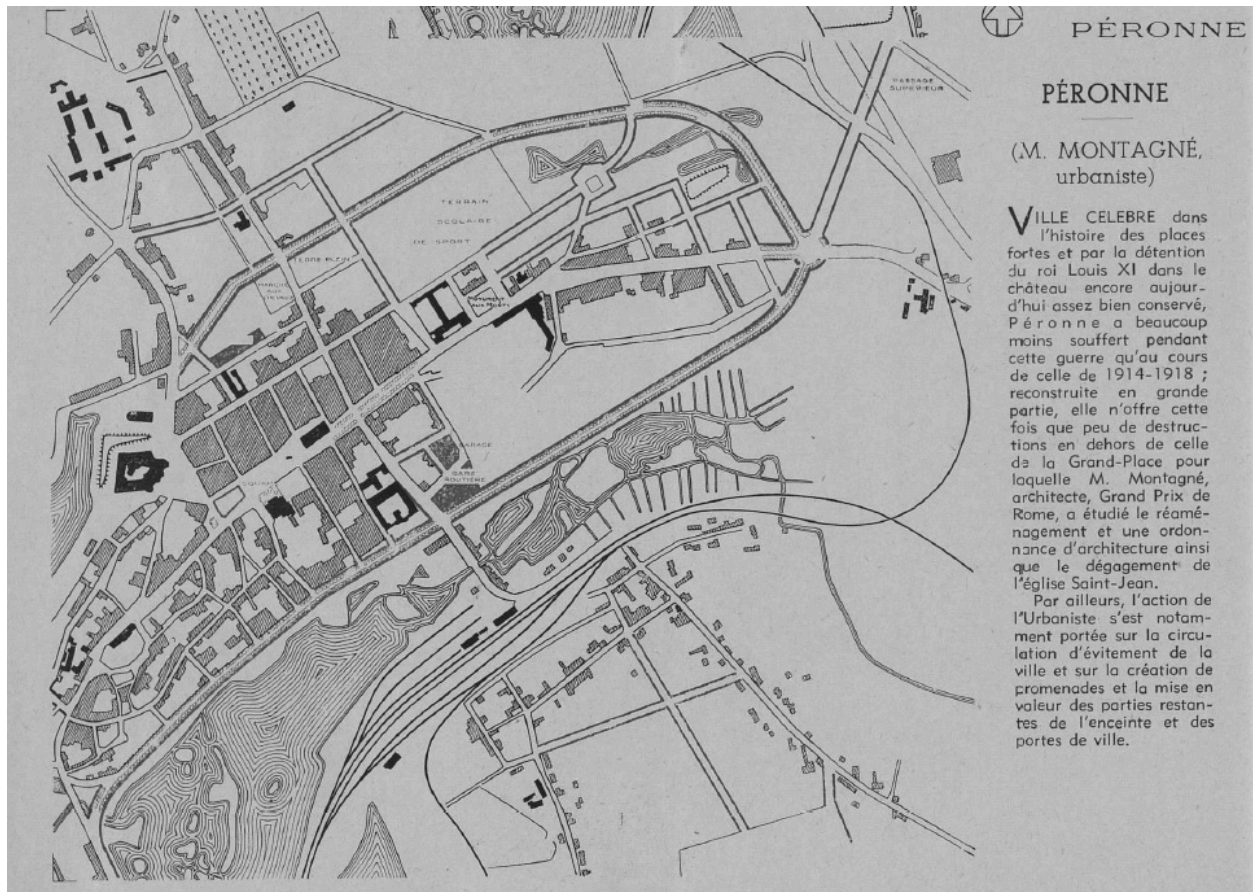 PÉRONNE
PÉRONNE
(M. MONTAGNÉ,
urbaniste)
VILLE CELEBRE dans
l'histoire des places
fortes et par la détention
du roi Louis XI dans le
château encore aujour-
d'hui assez bien conservé,
Péronne a beaucoup
moins souffert pendant
cette guerre qu'au cours
de celle de 1914-1918 ;
reconstruite en grande
partie, elle n'offre cette
fois que peu de destruc-
tions en dehors de celle
de la Grand-Place pour
laquelle M. Montagné,
architecte, Grand Prix de
Rome, a étudié le réamé-
nagement et une ordon-
nance d'architecture ainsi
que le dégagement de
l'église Saint-Jean.
Par ailleurs, l'action de
l'Urbaniste s'est notam-
ment portée sur la circu-
lation d'évitement de la
ville et sur la création de
promenades et la mise en
valeur des parties restan-
tes de l'enceinte et des
portes de ville.
PASSAGE
SUPERIEUR
TERRAIN
SCOLAIRE
DE SPORT
TERRE PLEIN
MARCHÉ
AUX
CHEVAUX
MONUMENT
AUX MORTS
GARAGE
GARE
ROUTIÈRE
SQUARE